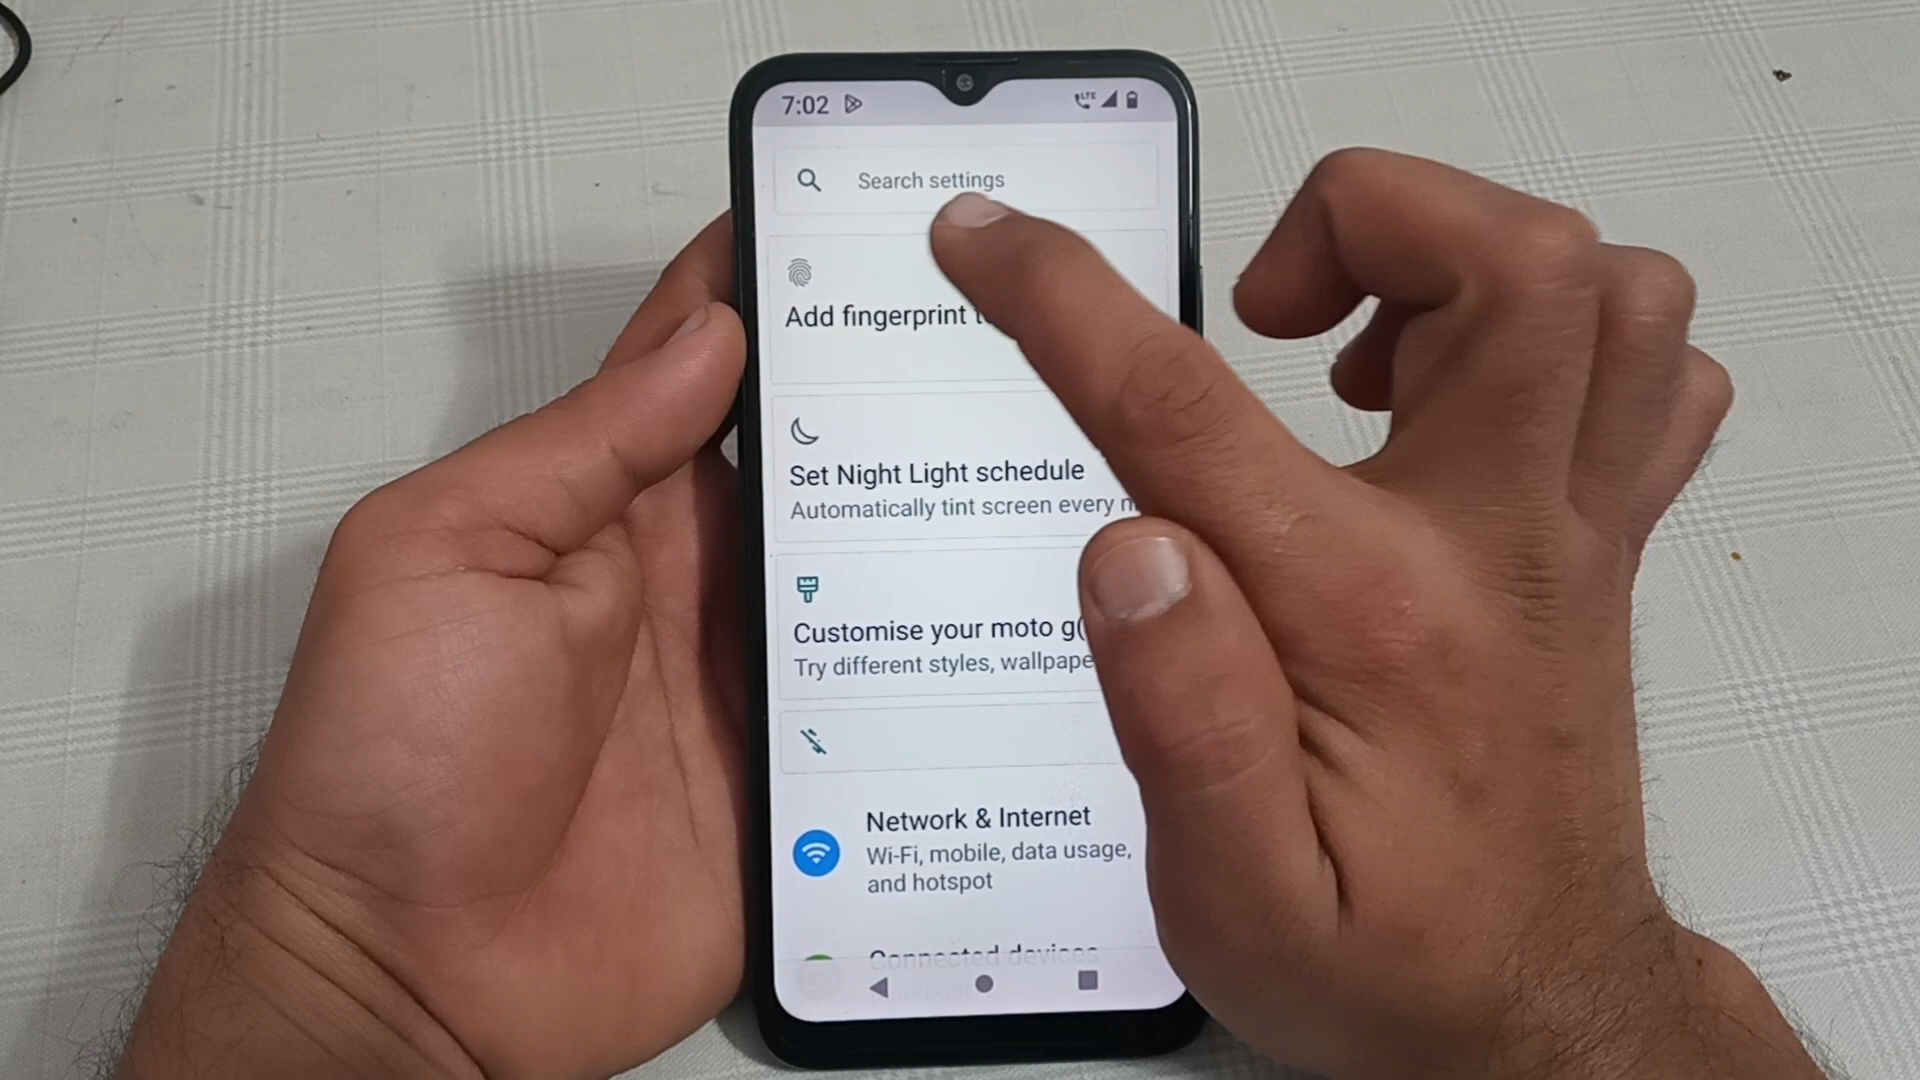 7:02 LTE
Search settings
Add fingerprint
Set Night Light schedule
Automatically tint screen every
Customise your moto g(
Try different styles, wallpape
Network & Internet
Wi-Fi, mobile, data usage,
and hotspot
Connected devices